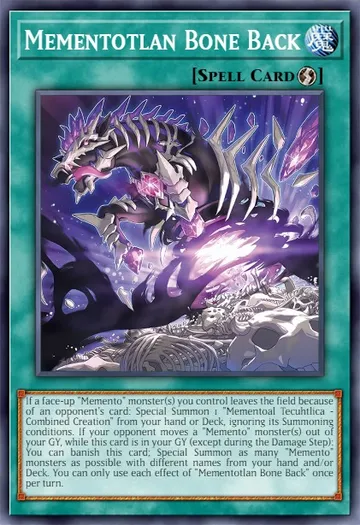 Mementotlan Bone Back
魔
[Spell Card]
If a face-up "Memento" monster(s) you control leaves the field because
of an opponent's card: Special Summon 1 "Mementoal Tecuhtlica -
Combined Creation" from your hand or Deck, ignoring its Summoning
conditions. If your opponent moves a "Memento" monster(s) out of
your GY, while this card is in your GY (except during the Damage Step):
You can banish this card; Special Summon as many "Memento"
monsters as possible with different names from your hand and/or
Deck. You can only use each effect of "Mementotlan Bone Back" once
per turn.